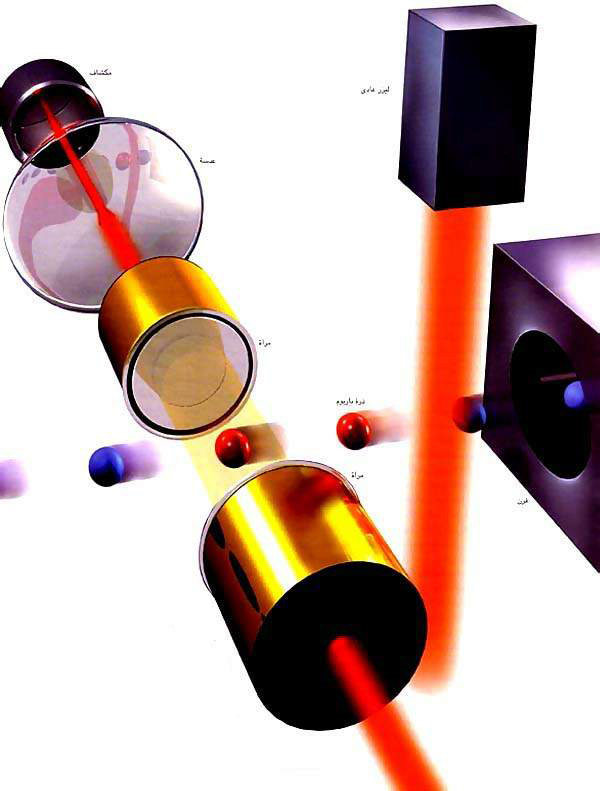 مكشاف
ليزر عادي
عدسة
مرآة
ذرة باريوم
مرآة
فرن